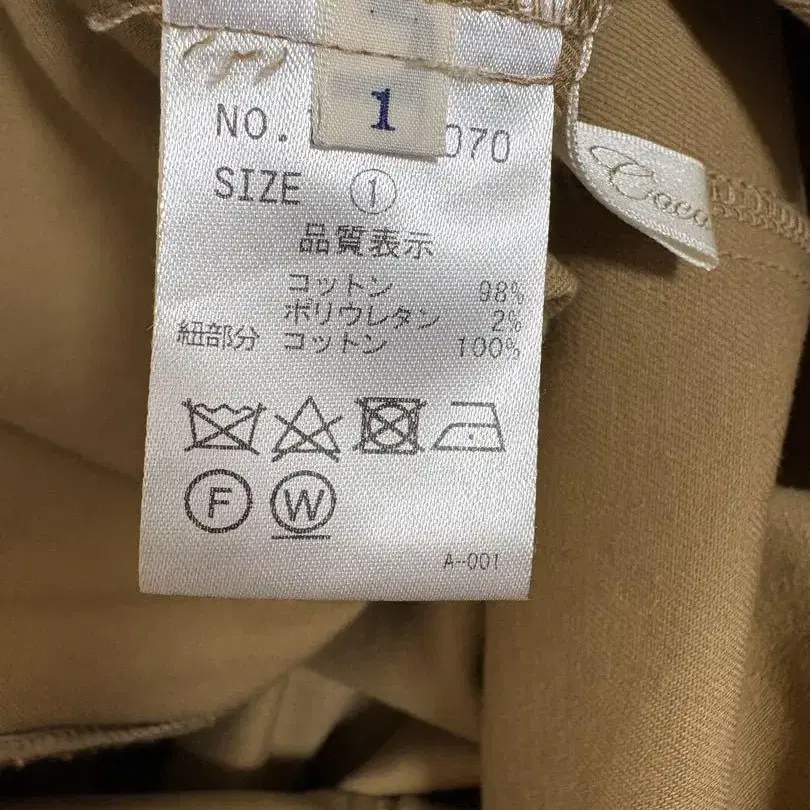 1
NO. 070
SIZE ①
品質表示
コットン 98%
ポリウレタン 2%
紐部分 コットン 100%
F W
A-001
Coco